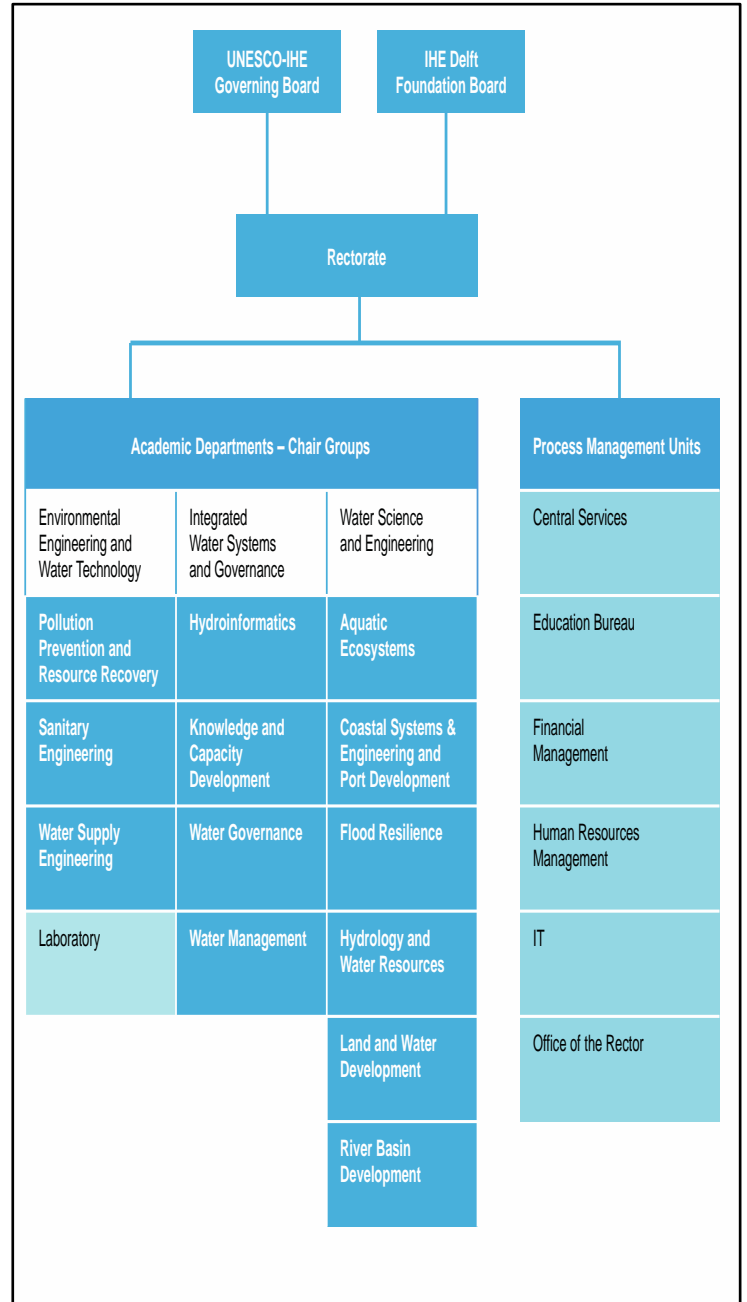 UNESCO-IHE
Governing Board
IHE Delft
Foundation Board
Rectorate
Academic Departments – Chair Groups
Environmental
Engineering and
Water Technology
Integrated
Water Systems
and Governance
Water Science
and Engineering
Pollution
Prevention and
Resource Recovery
Hydroinformatics
Aquatic
Ecosystems
Sanitary
Engineering
Knowledge and
Capacity
Development
Coastal Systems &
Engineering and
Port Development
Water Supply
Engineering
Water Governance
Flood Resilience
Laboratory
Water Management
Hydrology and
Water Resources
Land and Water
Development
River Basin
Development
Process Management Units
Central Services
Education Bureau
Financial
Management
Human Resources
Management
IT
Office of the Rector